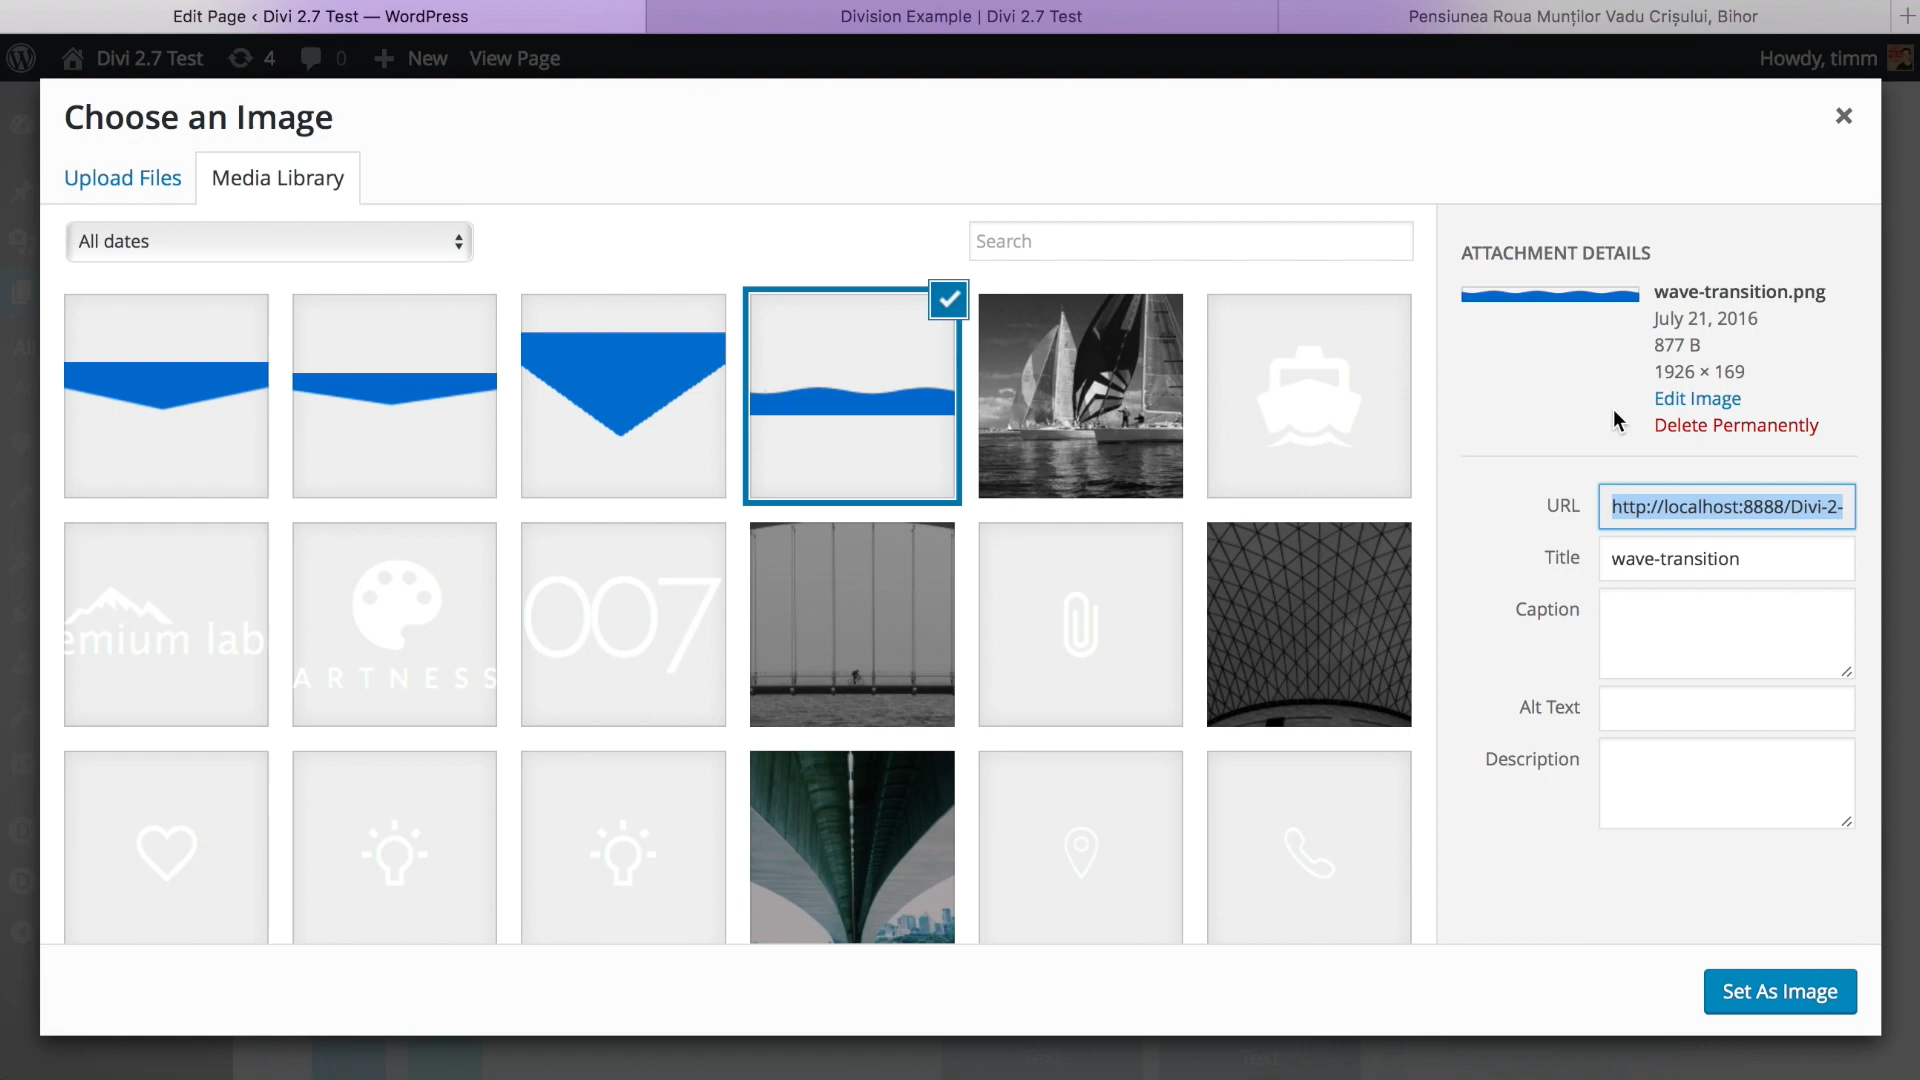 Edit Page ‹ Divi 2.7 Test — WordPress
Division Example | Divi 2.7 Test
Pensiunea Roua Munților Vadu Crișului, Bihor
Divi 2.7 Test
4
0
New
View Page
Howdy, timm
Choose an Image
Upload Files
Media Library
All dates
Search
ATTACHMENT DETAILS
wave-transition.png
July 21, 2016
877 B
1926 × 169
Edit Image
Delete Permanently
URL
http://localhost:8888/Divi-2-
Title
wave-transition
Caption
Alt Text
Description
emium lab
ARTNESS
007
Set As Image
Text
Text